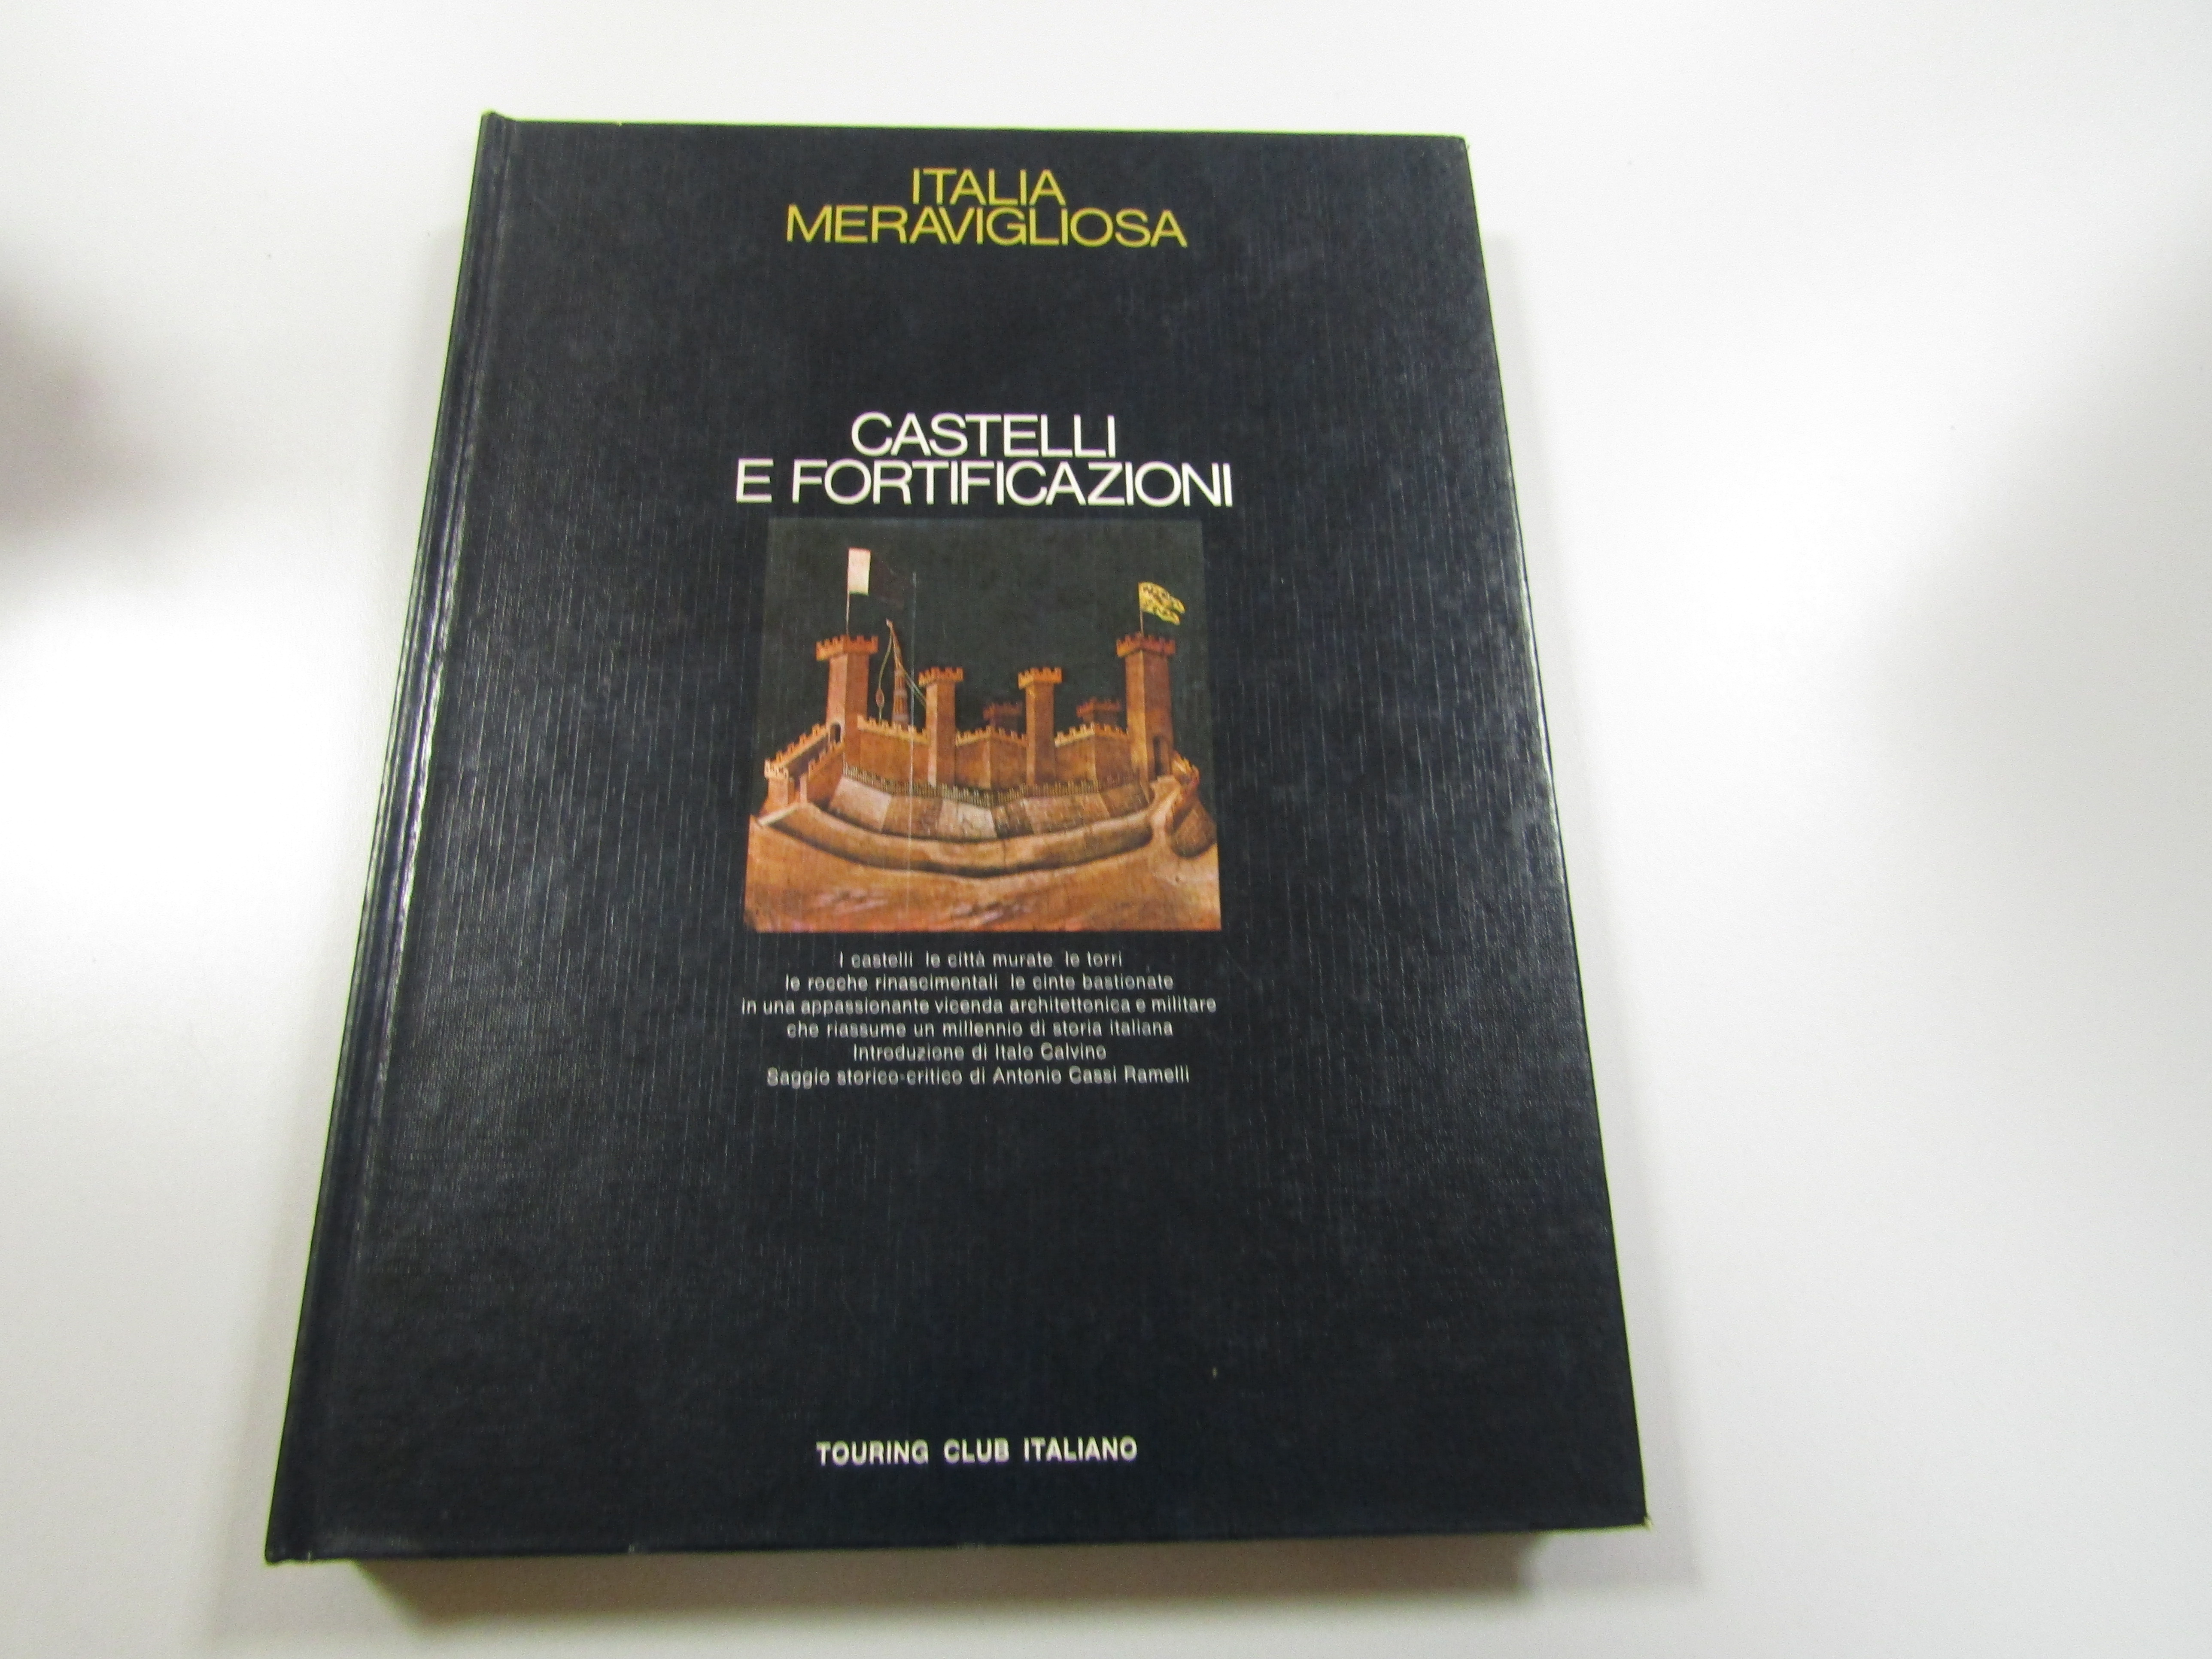 ITALIA
MERAVIGLIOSA
CASTELLI
E FORTIFICAZIONI
I castelli le città murate le torri
le rocche rinascimentali le cinte bastionate
in una appassionante vicenda architettonica e militare
che riassume un millennio di storia italiana
Introduzione di Italo Calvino
Saggio storico-critico di Antonio Cassi Ramelli
TOURING CLUB ITALIANO